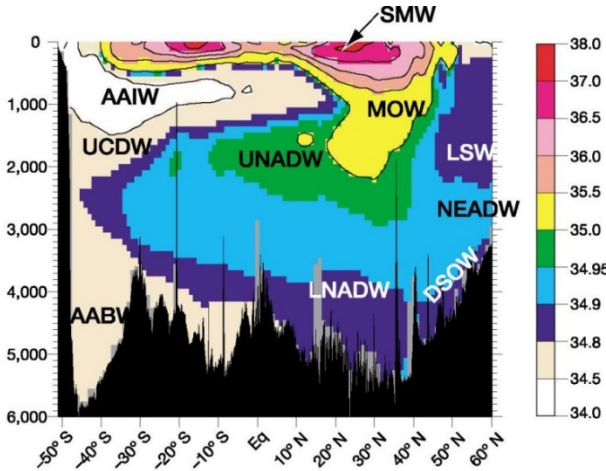 SMW
0
1,000
2,000
3,000
4,000
5,000
6,000
AAIW
MOW
UCDW
UNADW
LSW
NEADW
LNADW
DSOW
AABW
38.0
37.0
36.5
36.0
35.5
35.0
34.95
34.9
34.8
34.5
34.0
-50° S
-40° S
-30° S
-20° S
-10° S
Eq
10° N
20° N
30° N
40° N
50° N
60° N